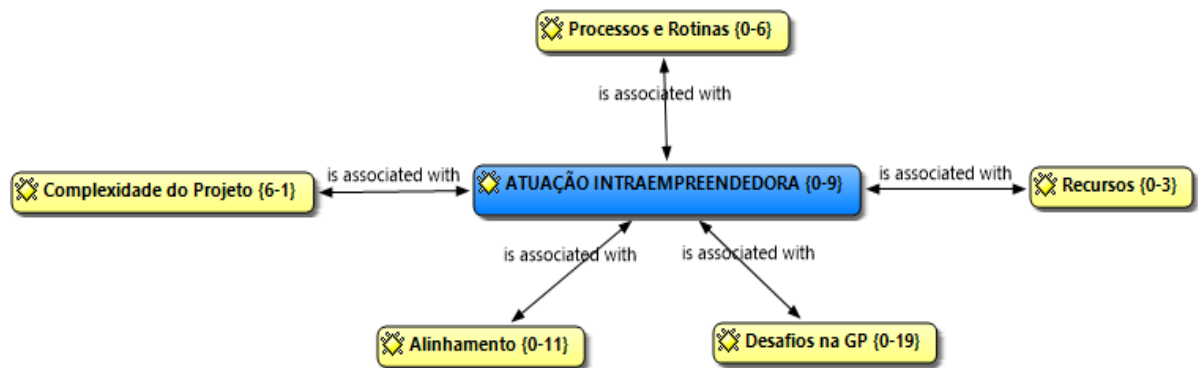 Processos e Rotinas {0-6}
is associated with
Complexidade do Projeto {6-1}
is associated with
ATUAÇÃO INTRAEMPREENDEDORA {0-9}
is associated with
Recursos {0-3}
is associated with
is associated with
Alinhamento {0-11}
Desafios na GP {0-19}